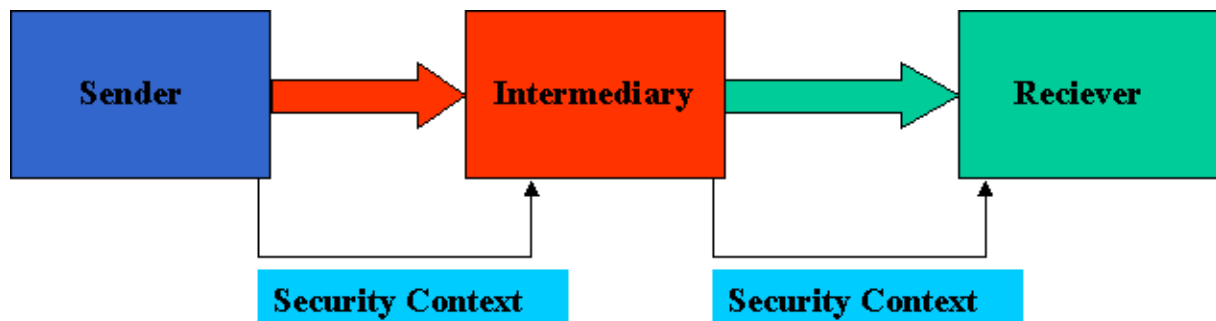 Sender
Intermediary
Reciever
Security Context
Security Context